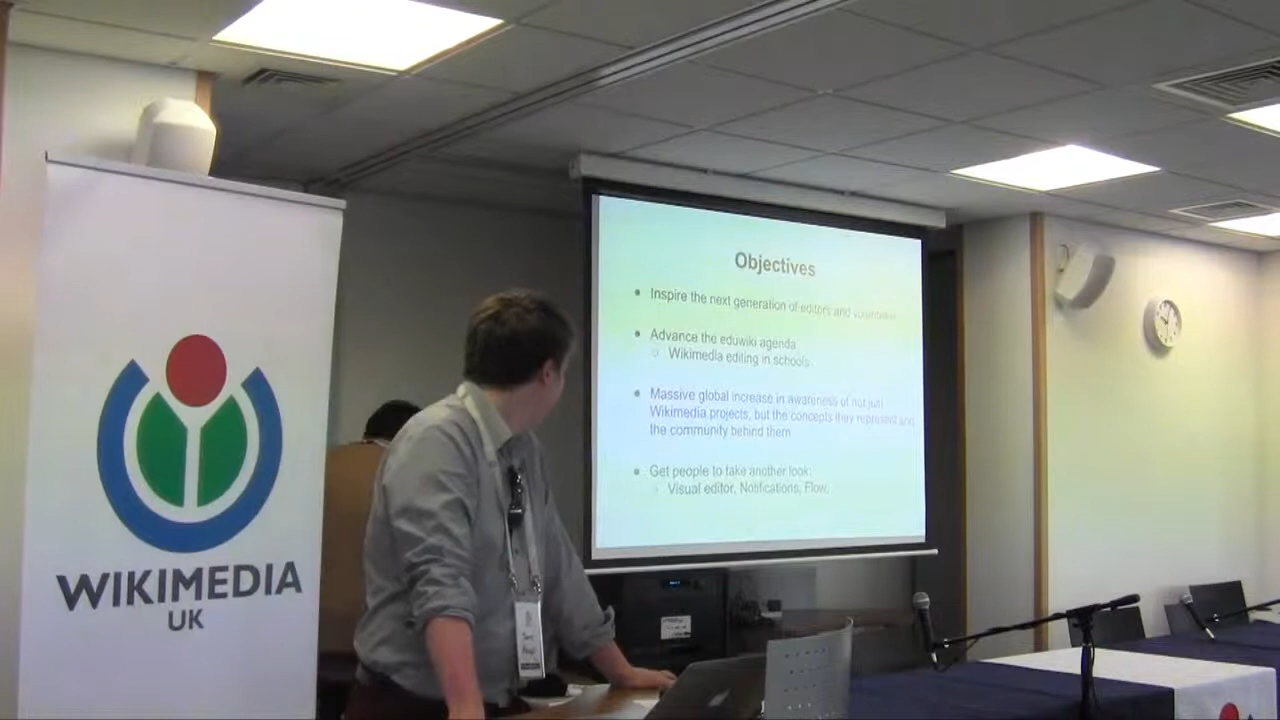 WIKIMEDIA
UK
Objectives
Inspire the next generation of editors and volunteers
Advance the eduwiki agenda
Wikimedia editing in schools
Massive global increase in awareness of not just
Wikimedia projects, but the concepts they represent and
the community behind them
Get people to take another look:
Visual editor, Notifications, Flow.